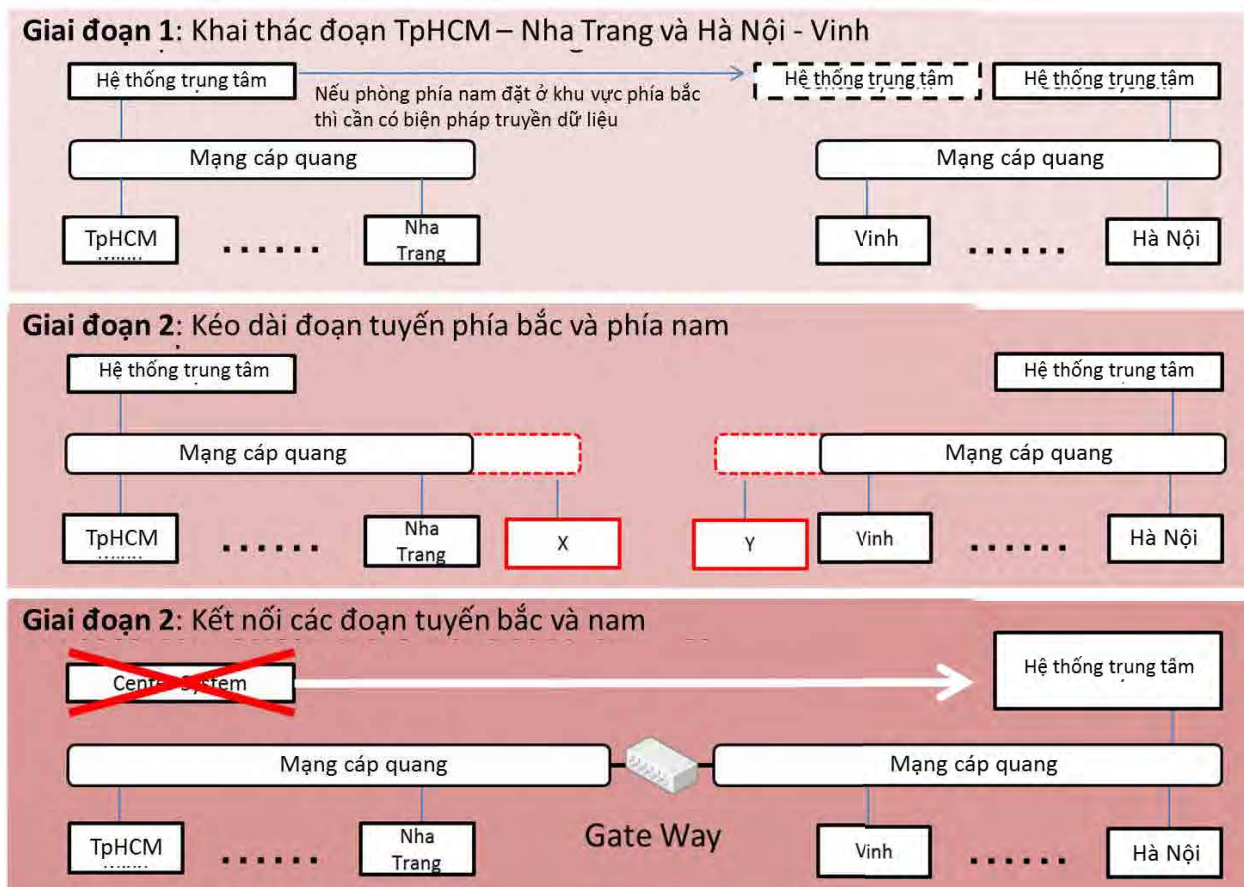 Giai đoạn 1: Khai thác đoạn TpHCM – Nha Trang và Hà Nội - Vinh
Hệ thống trung tâm
Nếu phòng phía nam đặt ở khu vực phía bắc
thì cần có biện pháp truyền dữ liệu
Hệ thống trung tâm
Hệ thống trung tâm
Mạng cáp quang
Mạng cáp quang
TpHCM
......
Nha
Trang
Vinh
......
Hà Nội
Giai đoạn 2: Kéo dài đoạn tuyến phía bắc và phía nam
Hệ thống trung tâm
Hệ thống trung tâm
Mạng cáp quang
Mạng cáp quang
TpHCM
......
Nha
Trang
X
Y
Vinh
......
Hà Nội
Giai đoạn 2: Kết nối các đoạn tuyến bắc và nam
Center System
Hệ thống trung tâm
Mạng cáp quang
Mạng cáp quang
TpHCM
......
Nha
Trang
Gate Way
Vinh
......
Hà Nội